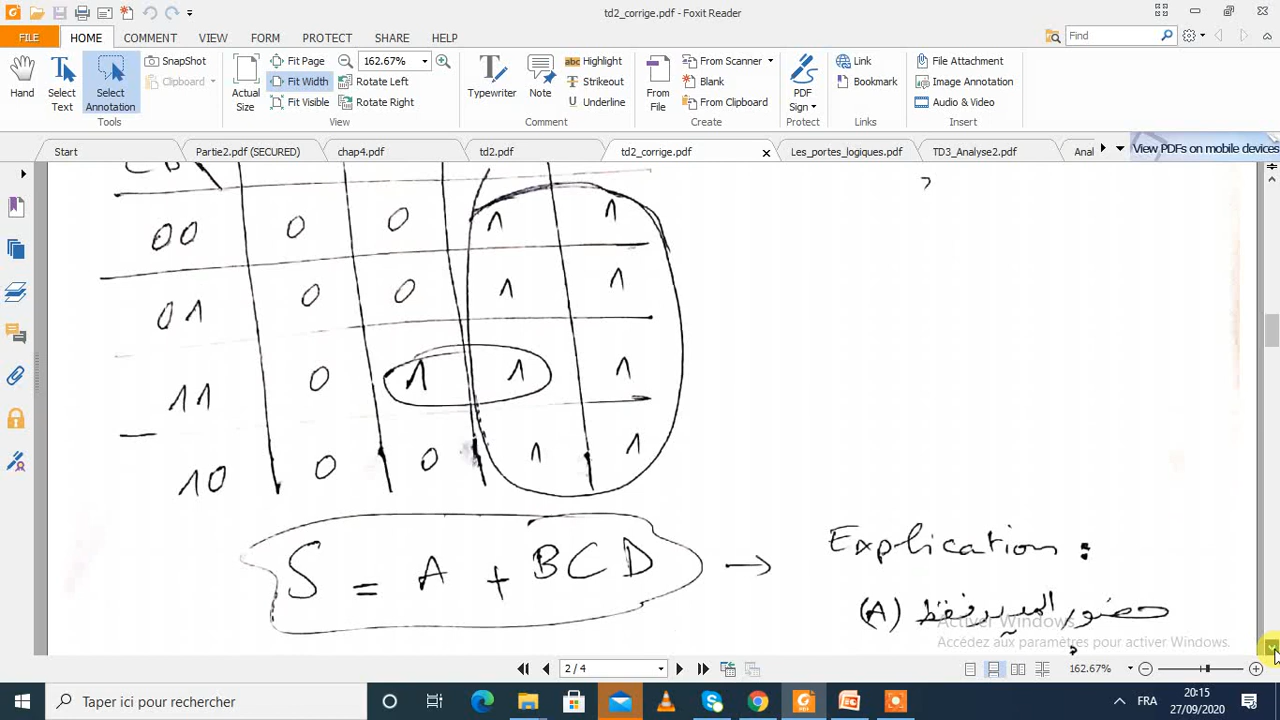 td2_corrige.pdf - Foxit Reader
FILE HOME COMMENT VIEW FORM PROTECT SHARE HELP Find
SnapShot Fit Page 162.67% abc Highlight From Scanner Link File Attachment
Clipboard Fit Width Rotate Left abc Strikeout Blank Bookmark Image Annotation
Fit Visible Rotate Right Underline From Clipboard Audio & Video
Hand Select Text Select Annotation Actual Size Typewriter Note From File PDF Sign
Tools View Comment Create Protect Links Insert
Start Partie2.pdf (SECURED) chap4.pdf td2.pdf td2_corrige.pdf Les_portes_logiques.pdf TD3_Analyse2.pdf Anal View PDFs on mobile devices
00 0 0 1 1
01 0 0 1 1
11 0 1 1 1
10 0 0 1 1
S = A + BCD → Explication :
حضور المدير فقط (A)
Activer Windows
Accédez aux paramètres pour activer Windows.
2 / 4 162.67%
Taper ici pour rechercher FRA 20:15
27/09/2020